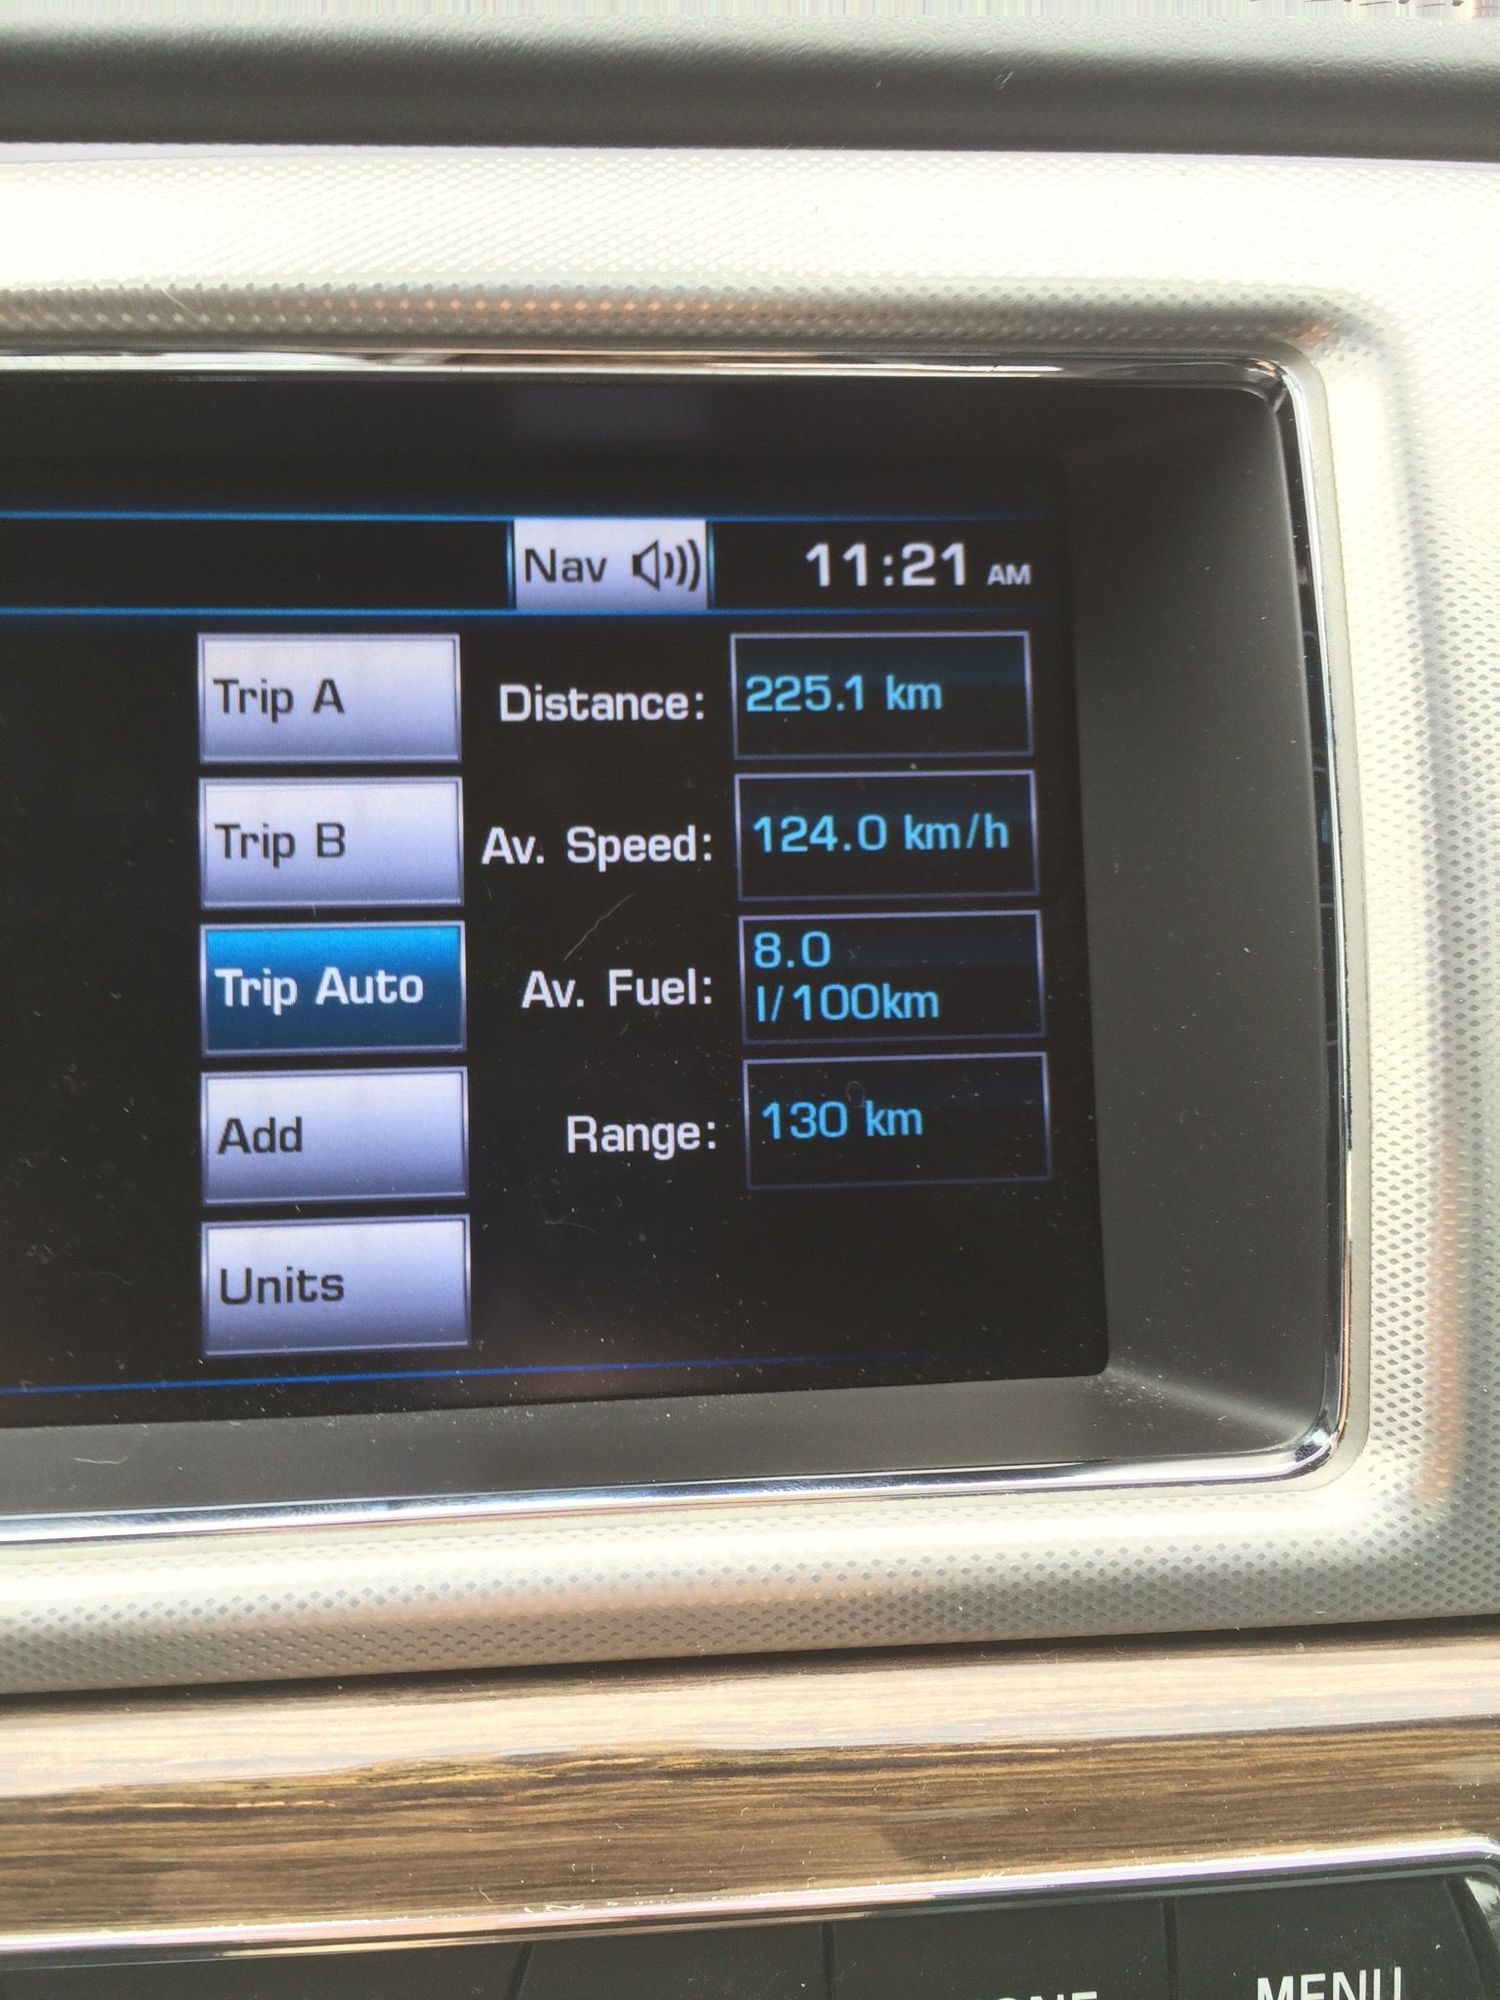 Nav
11:21 AM
Trip A
Distance: 225.1 km
Trip B
Av. Speed: 124.0 km/h
Trip Auto
Av. Fuel: 8.0
l/100km
Add
Range: 130 km
Units
MENU